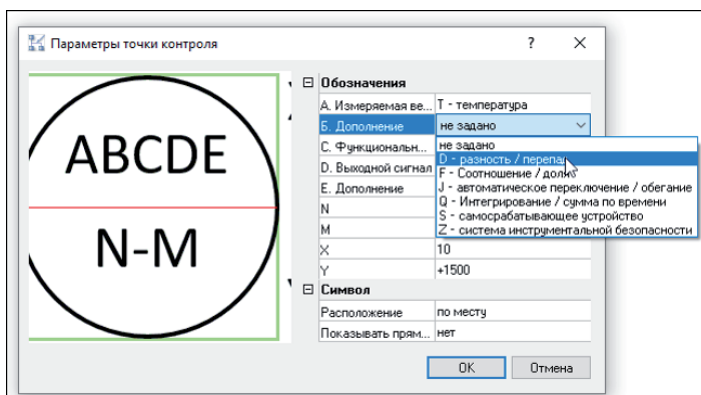 Параметры точки контроля ? ×
ABCDE
N-M
Обозначения
А. Измеряемая ве... Т - температура
Б. Дополнение не задано
С. Функциональн... не задано
D - разность / перепад
F - Соотношение / доля
J - автоматическое переключение / обегание
Q - Интегрирование / сумма по времени
S - самосрабатывающее устройство
Z - система инструментальной безопасности
D. Выходной сигнал
Е. Дополнение
N
M
X 10
Y +1500
Символ
Расположение по месту
Показывать прям... нет
OK Отмена